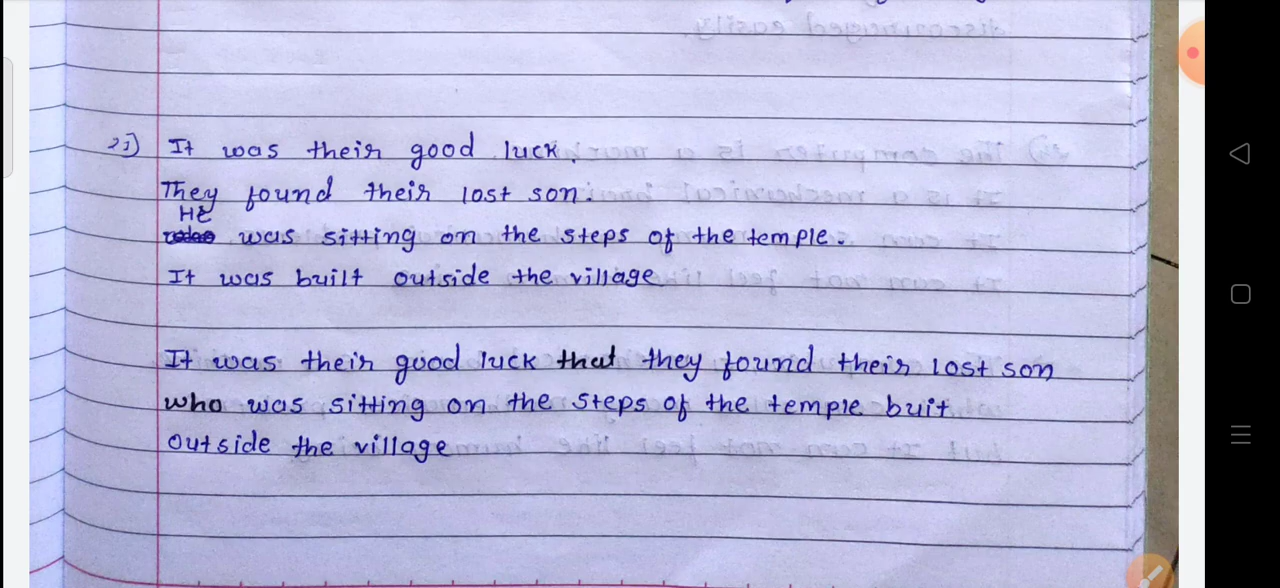 21) It was their good luck.
They found their lost son.
He was sitting on the steps of the temple.
It was built outside the village
It was their good luck that they found their lost son
who was sitting on the steps of the temple buit
outside the village